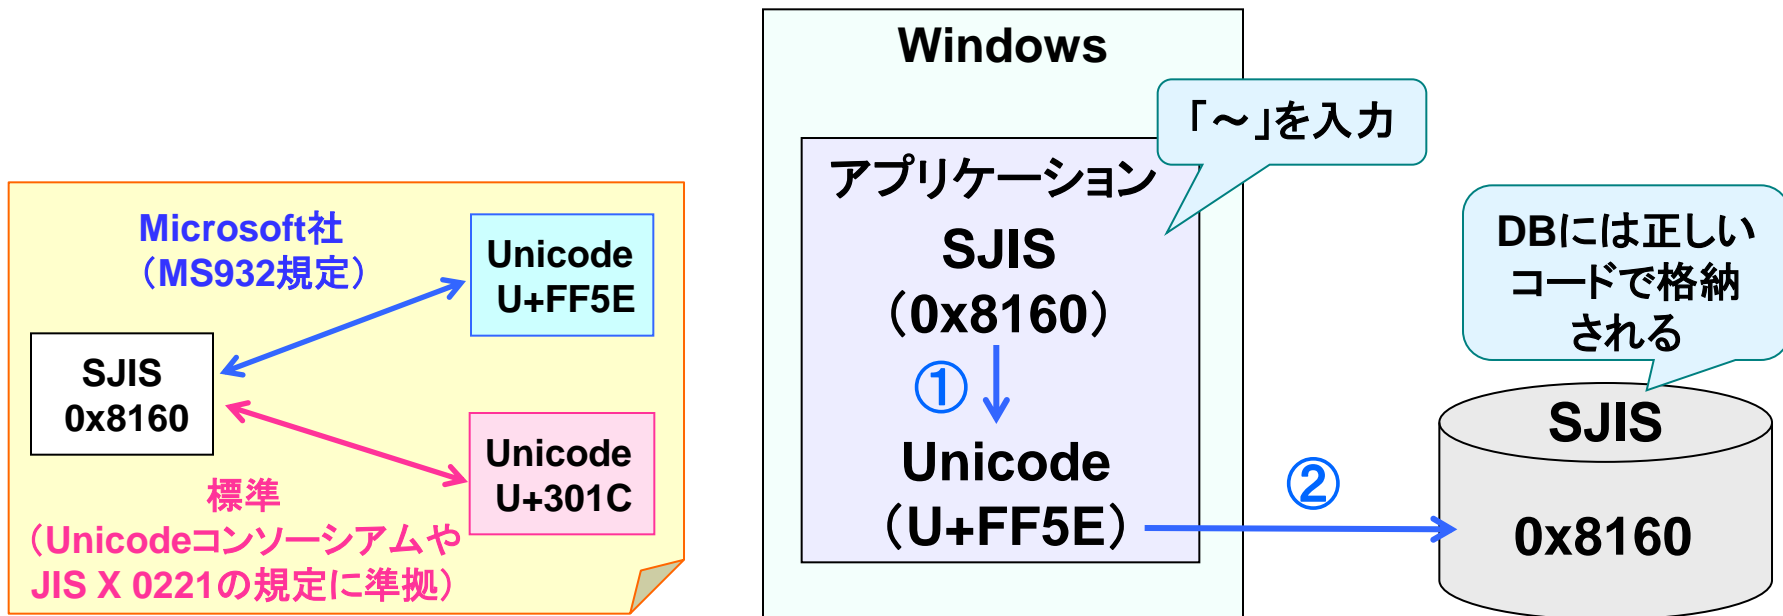 Microsoft社
（MS932規定）
Unicode
U+FF5E
SJIS
0x8160
Unicode
U+301C
標準
（Unicodeコンソーシアムや
JIS X 0221の規定に準拠）
Windows
「～」を入力
アプリケーション
SJIS
（0x8160）
①
Unicode
（U+FF5E）
②
DBには正しい
コードで格納
される
SJIS
0x8160